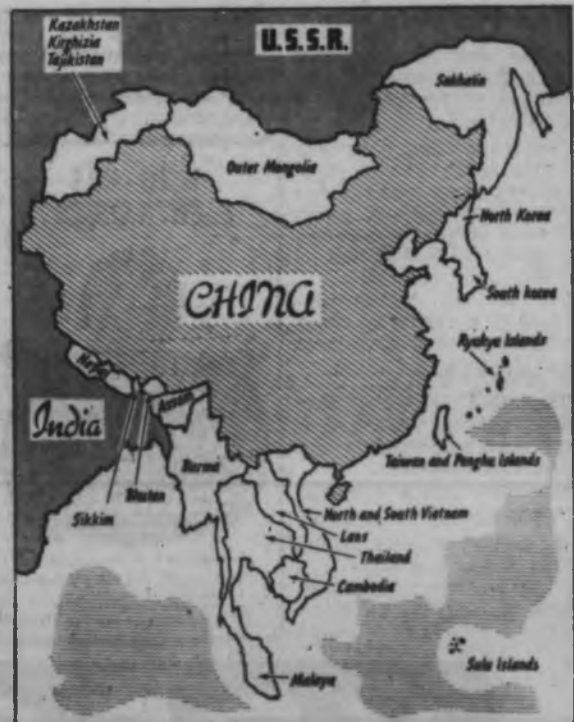 Kazakhstan
Kirghizia
Tajikistan
U.S.S.R.
Sakhalin
Outer Mongolia
North Korea
South Korea
CHINA
Ryukyu Islands
Nepal
Assam
India
Burma
Taiwan and Penghu Islands
Bhutan
Sikkim
North and South Vietnam
Laos
Thailand
Cambodia
Sulu Islands
Malaya